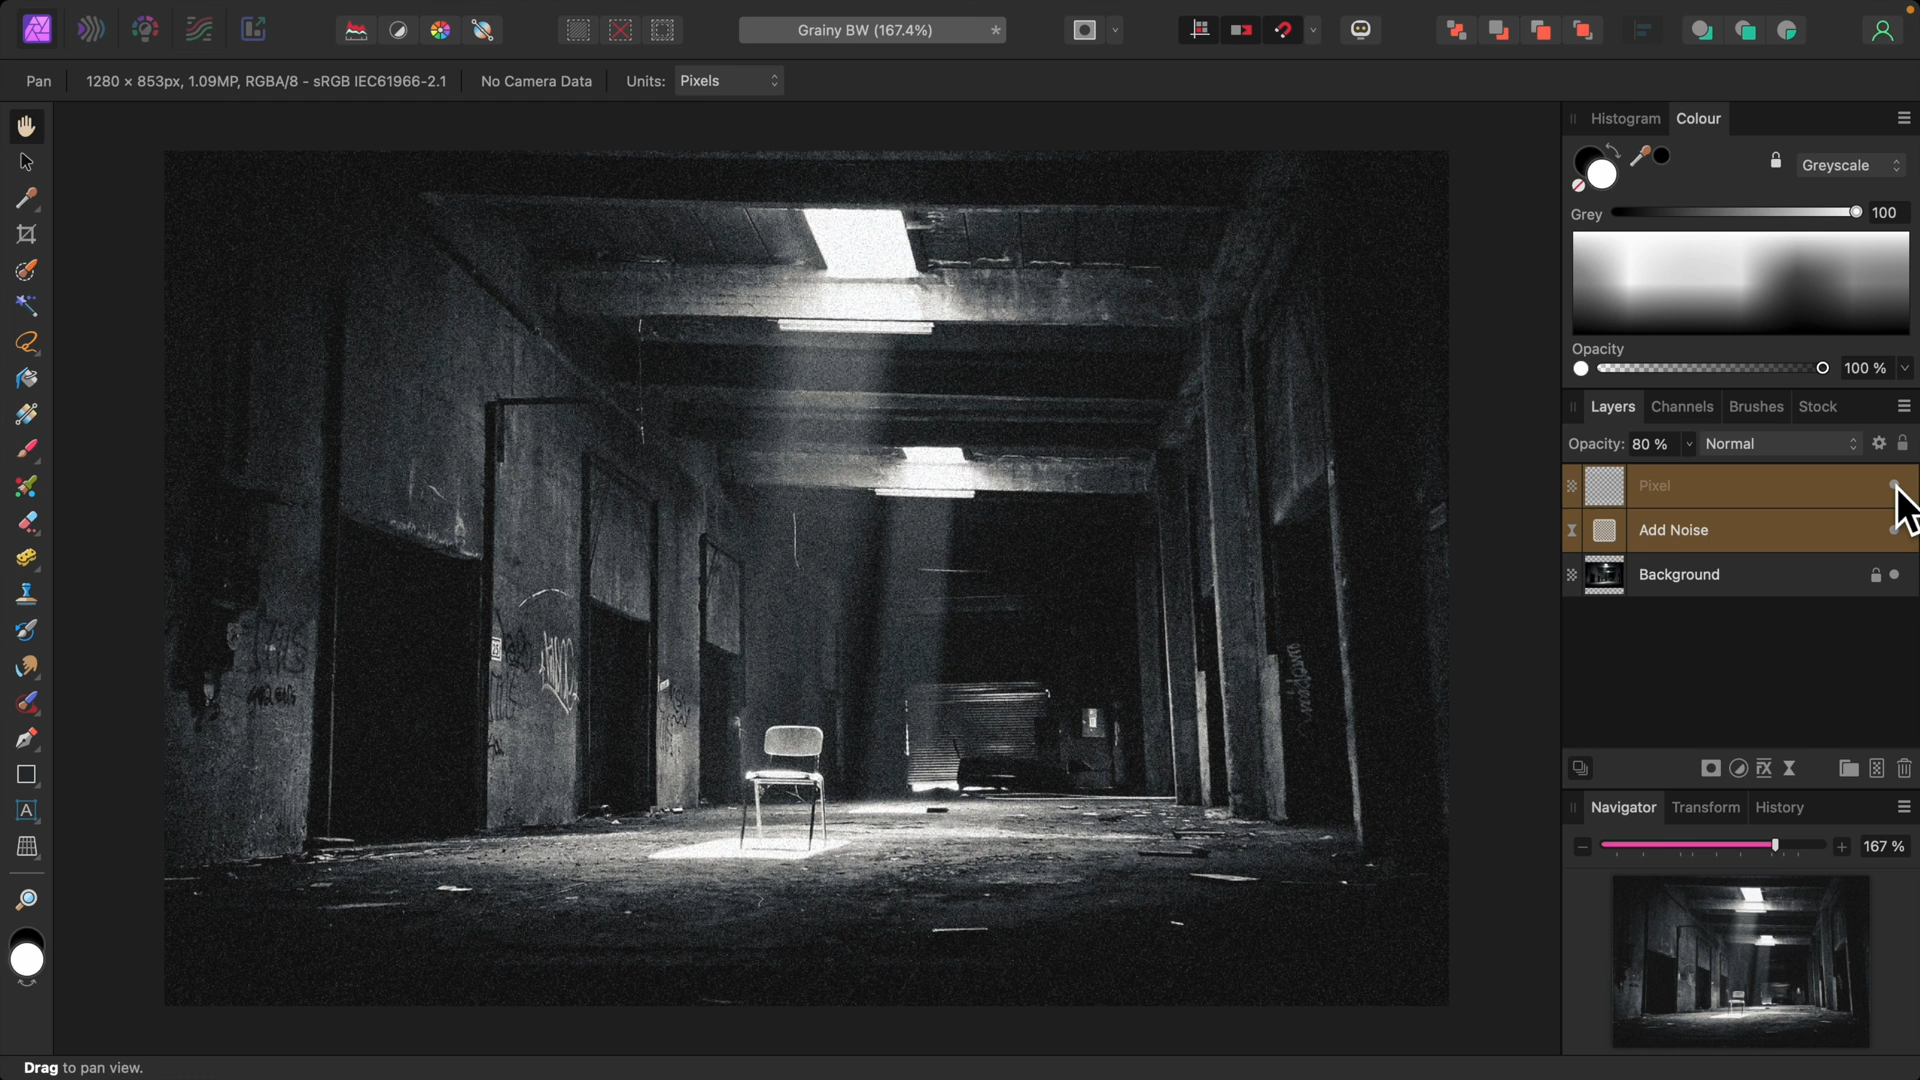 Grainy BW (167.4%)
*
Pan
1280 × 853px, 1.09MP, RGBA/8 - sRGB IEC61966-2.1
No Camera Data
Units: Pixels
Histogram Colour
Greyscale
Grey 100
Opacity
100 %
Layers Channels Brushes Stock
Opacity: 80 % Normal
Pixel
Add Noise
Background
Navigator Transform History
167 %
Drag to pan view.